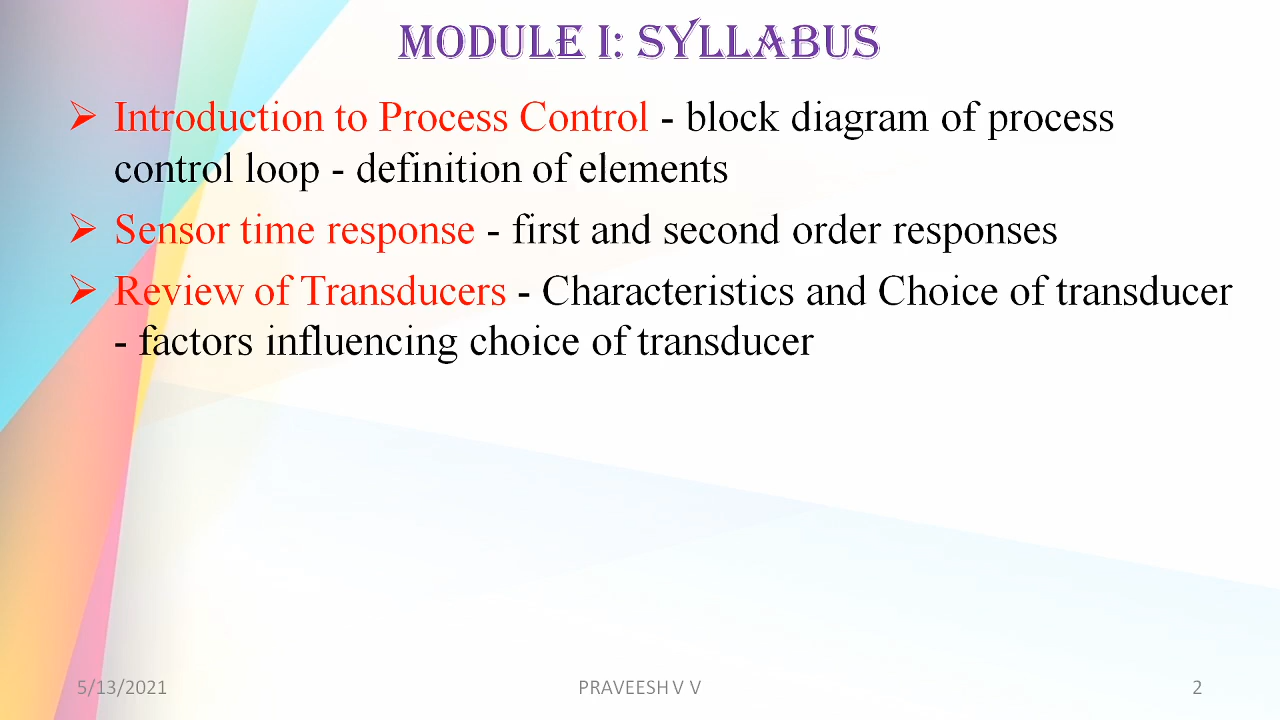 MODULE I: SYLLABUS
➢ Introduction to Process Control - block diagram of process
control loop - definition of elements
➢ Sensor time response - first and second order responses
➢ Review of Transducers - Characteristics and Choice of transducer
- factors influencing choice of transducer
5/13/2021 PRAVEESH V V 2